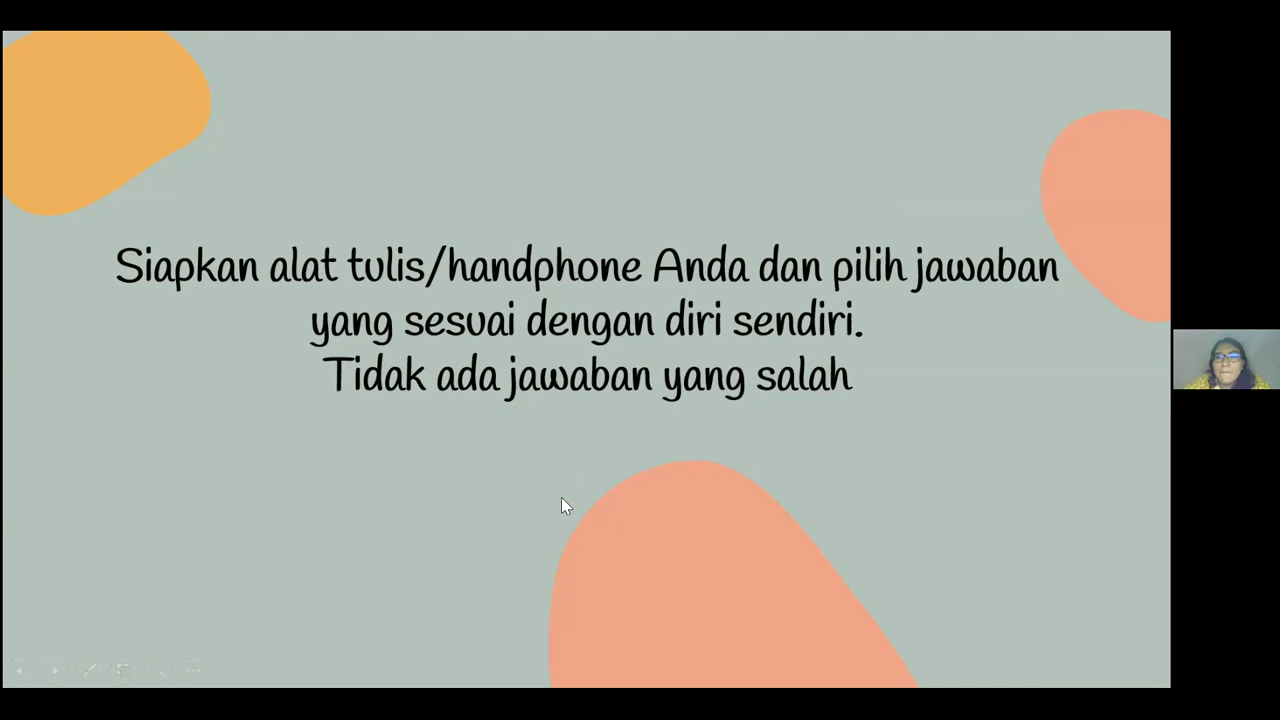 Siapkan alat tulis/handphone Anda dan pilih jawaban
yang sesuai dengan diri sendiri.
Tidak ada jawaban yang salah